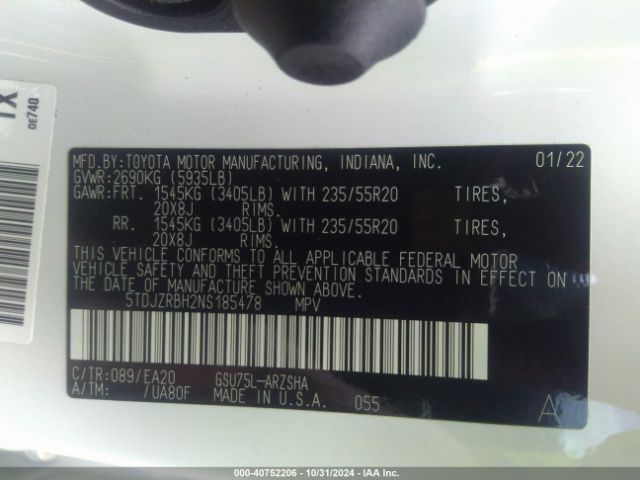 1X
0E740
MFD.BY:TOYOTA MOTOR MANUFACTURING, INDIANA, INC. 01/22
GVWR:2690KG (5935LB)
GAWR:FRT. 1545KG (3405LB) WITH 235/55R20 TIRES,
20X8J RIMS.
RR. 1545KG (3405LB) WITH 235/55R20 TIRES,
20X8J RIMS.
THIS VEHICLE CONFORMS TO ALL APPLICABLE FEDERAL MOTOR
VEHICLE SAFETY AND THEFT PREVENTION STANDARDS IN EFFECT ON
THE DATE OF MANUFACTURE SHOWN ABOVE.
5TDJZRBH2NS185478 MPV
C/TR:089/EA20 GSU75L-ARZSHA
A/TM: /UA80F MADE IN U.S.A. 055 A
000-40752206 - 10/31/2024 - IAA Inc.